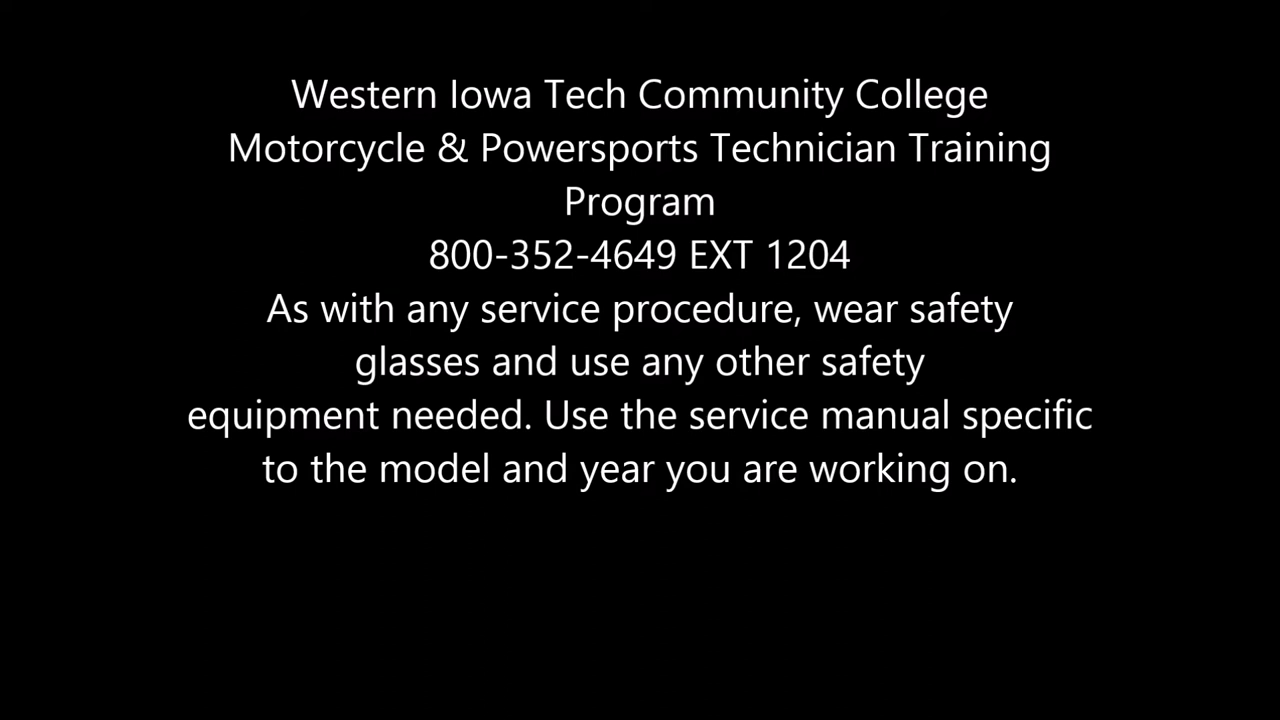 Western Iowa Tech Community College
Motorcycle & Powersports Technician Training
Program
800-352-4649 EXT 1204
As with any service procedure, wear safety
glasses and use any other safety
equipment needed. Use the service manual specific
to the model and year you are working on.